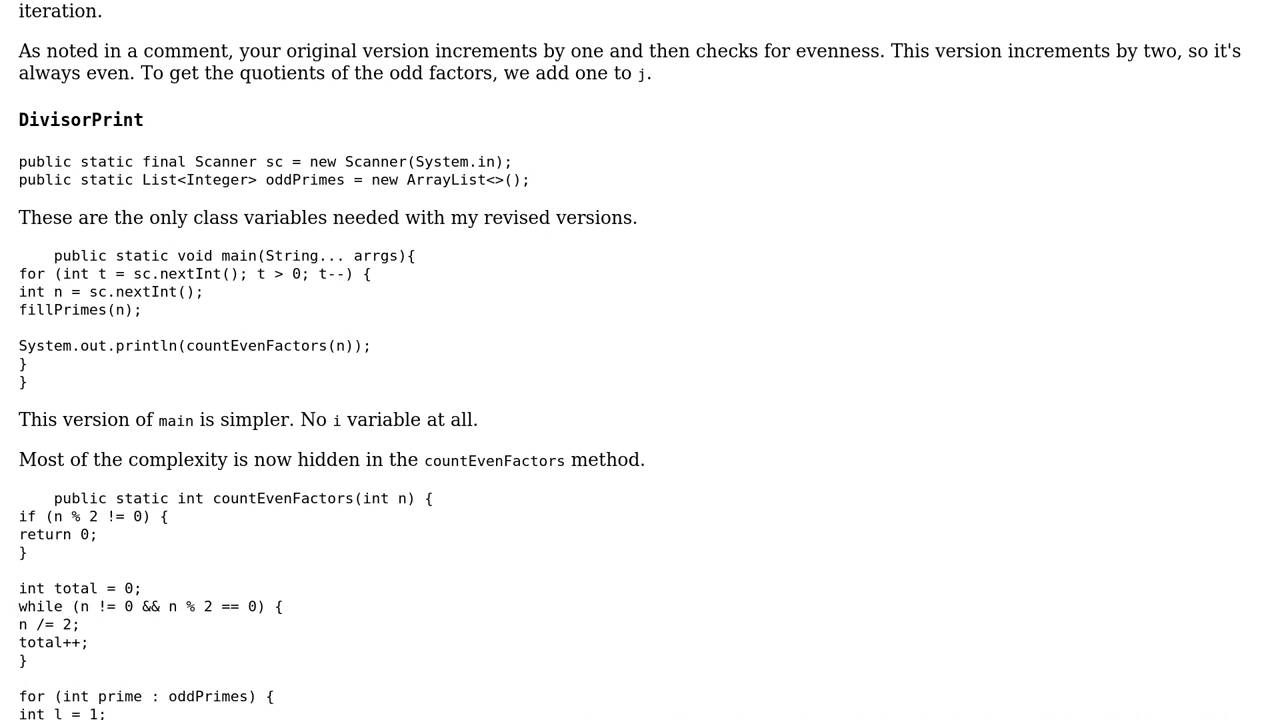 iteration.
As noted in a comment, your original version increments by one and then checks for evenness. This version increments by two, so it's
always even. To get the quotients of the odd factors, we add one to j.
DivisorPrint
public static final Scanner sc = new Scanner(System.in);
public static List<Integer> oddPrimes = new ArrayList<>();
These are the only class variables needed with my revised versions.
    public static void main(String... arrgs){
for (int t = sc.nextInt(); t > 0; t--) {
int n = sc.nextInt();
fillPrimes(n);

System.out.println(countEvenFactors(n));
}
}
This version of main is simpler. No i variable at all.
Most of the complexity is now hidden in the countEvenFactors method.
    public static int countEvenFactors(int n) {
if (n % 2 != 0) {
return 0;
}

int total = 0;
while (n != 0 && n % 2 == 0) {
n /= 2;
total++;
}

for (int prime : oddPrimes) {
int l = 1;